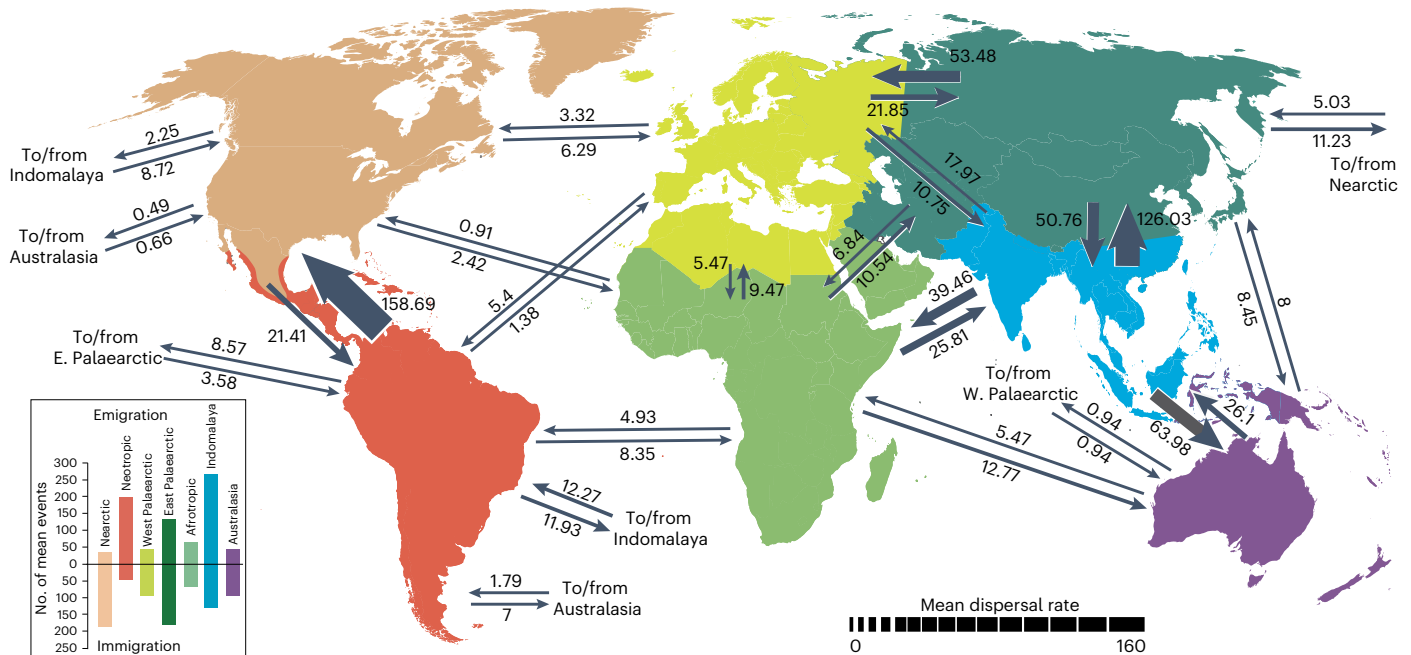 53.48
21.85
5.03
11.23
To/from
Nearctic
3.32
6.29
2.25
8.72
To/from
Indomalaya
0.49
0.66
To/from
Australasia
0.91
2.42
17.97
10.75
50.76
126.03
6.84
10.54
5.47
9.47
39.46
25.81
5.4
1.38
158.69
21.41
8.45
8
To/from
E. Palaearctic
8.57
3.58
To/from
W. Palaearctic
0.94
0.94
63.98
26.1
4.93
8.35
5.47
12.77
12.27
11.93
To/from
Indomalaya
1.79
7
To/from
Australasia
Emigration
No. of mean events
300
250
200
150
100
50
0
50
100
150
200
250
Nearctic
Neotropic
West Palaearctic
East Palaearctic
Afrotropic
Indomalaya
Australasia
Immigration
Mean dispersal rate
0
160